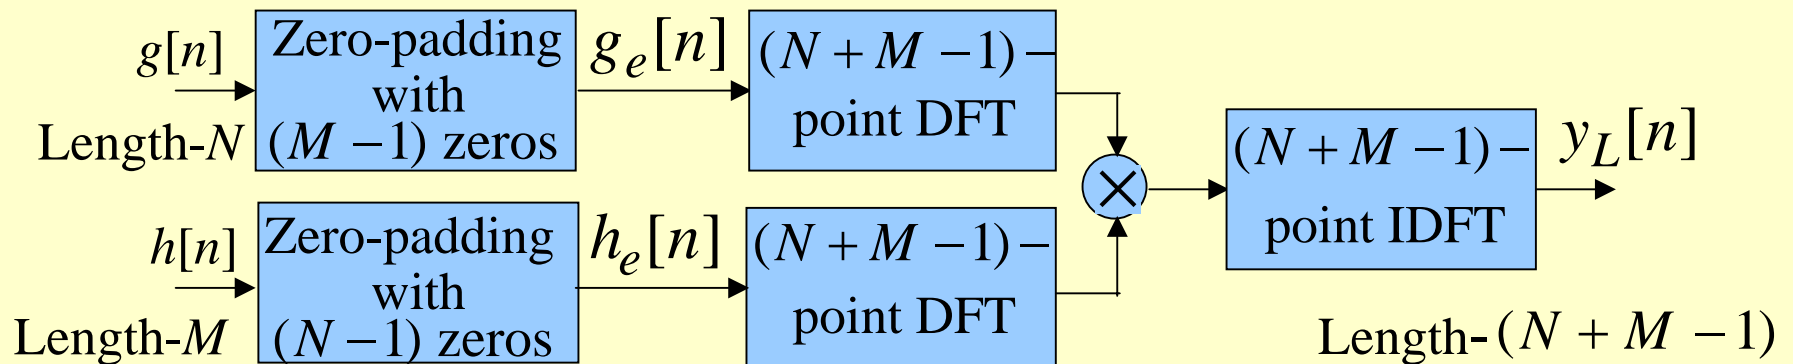 g[n]
Length-N
Zero-padding
with
(M − 1) zeros
g_e[n]
(N + M − 1) −
point DFT
h[n]
Length-M
Zero-padding
with
(N − 1) zeros
h_e[n]
(N + M − 1) −
point DFT
×
(N + M − 1) −
point IDFT
y_L[n]
Length- (N + M − 1)